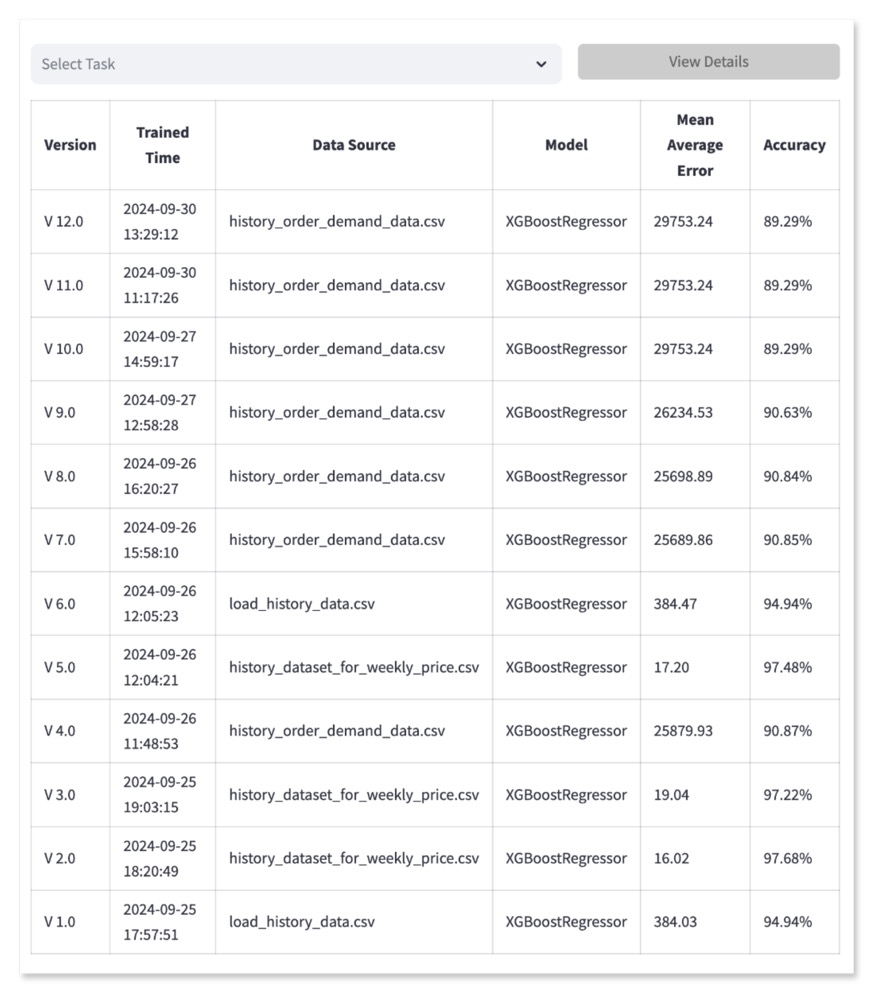 Select Task
View Details
Version
Trained
Time
Data Source
Model
Mean
Average
Error
Accuracy
V 12.0
2024-09-30
13:29:12
history_order_demand_data.csv
XGBoostRegressor
29753.24
89.29%
V 11.0
2024-09-30
11:17:26
history_order_demand_data.csv
XGBoostRegressor
29753.24
89.29%
V 10.0
2024-09-27
14:59:17
history_order_demand_data.csv
XGBoostRegressor
29753.24
89.29%
V 9.0
2024-09-27
12:58:28
history_order_demand_data.csv
XGBoostRegressor
26234.53
90.63%
V 8.0
2024-09-26
16:20:27
history_order_demand_data.csv
XGBoostRegressor
25698.89
90.84%
V 7.0
2024-09-26
15:58:10
history_order_demand_data.csv
XGBoostRegressor
25689.86
90.85%
V 6.0
2024-09-26
12:05:23
load_history_data.csv
XGBoostRegressor
384.47
94.94%
V 5.0
2024-09-26
12:04:21
history_dataset_for_weekly_price.csv
XGBoostRegressor
17.20
97.48%
V 4.0
2024-09-26
11:48:53
history_order_demand_data.csv
XGBoostRegressor
25879.93
90.87%
V 3.0
2024-09-25
19:03:15
history_dataset_for_weekly_price.csv
XGBoostRegressor
19.04
97.22%
V 2.0
2024-09-25
18:20:49
history_dataset_for_weekly_price.csv
XGBoostRegressor
16.02
97.68%
V 1.0
2024-09-25
17:57:51
load_history_data.csv
XGBoostRegressor
384.03
94.94%